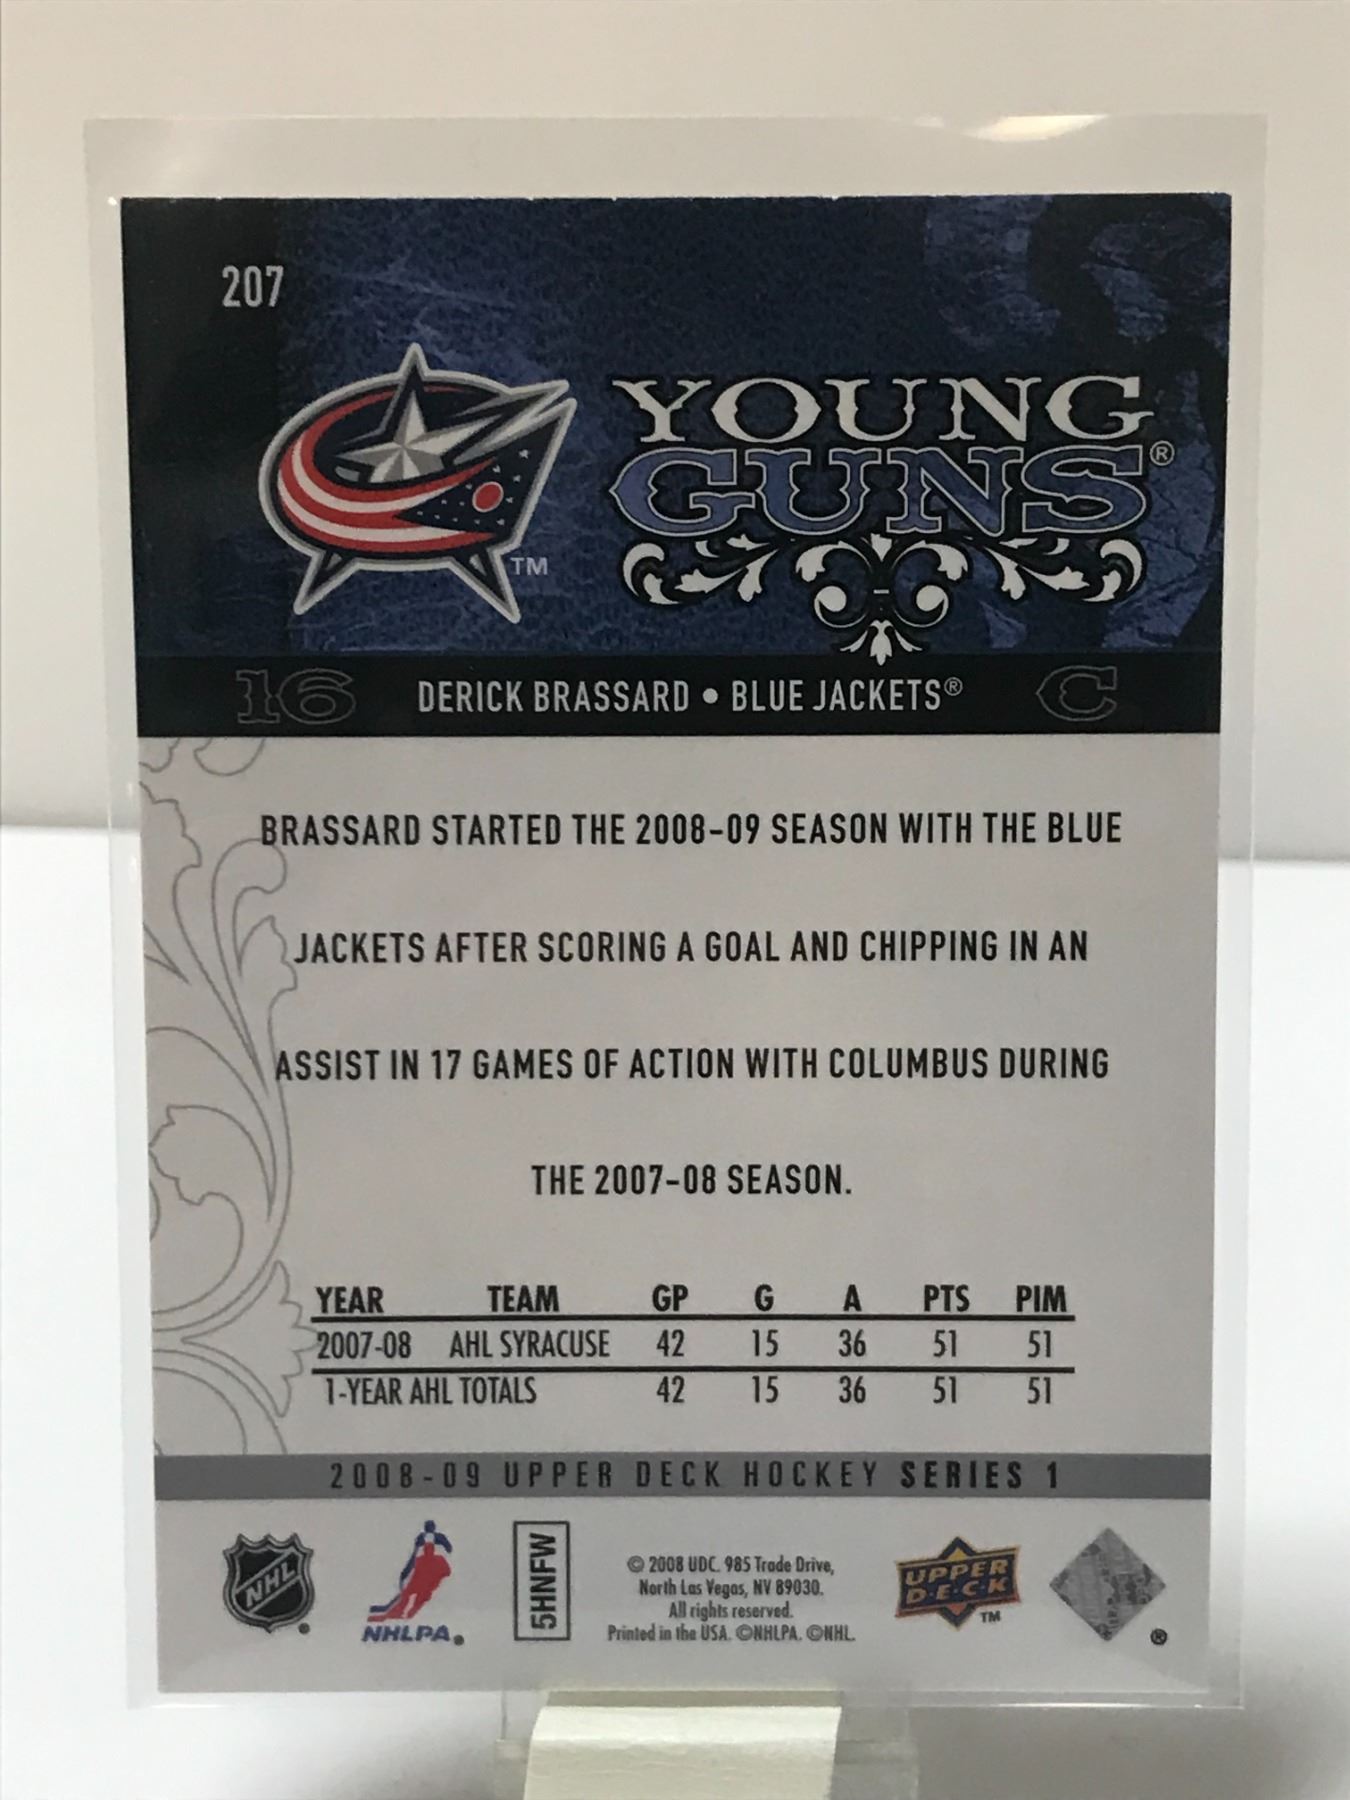 207
YOUNG
GUNS®
TM
16 DERICK BRASSARD • BLUE JACKETS® C
BRASSARD STARTED THE 2008-09 SEASON WITH THE BLUE
JACKETS AFTER SCORING A GOAL AND CHIPPING IN AN
ASSIST IN 17 GAMES OF ACTION WITH COLUMBUS DURING
THE 2007-08 SEASON.
YEAR TEAM GP G A PTS PIM
2007-08 AHL SYRACUSE 42 15 36 51 51
1-YEAR AHL TOTALS 42 15 36 51 51
2008-09 UPPER DECK HOCKEY SERIES 1
NHL
NHLPA®
5HNFW
© 2008 UDC. 985 Trade Drive,
North Las Vegas, NV 89030.
All rights reserved.
Printed in the USA. ©NHLPA. ©NHL.
UPPER
DECK
TM
®